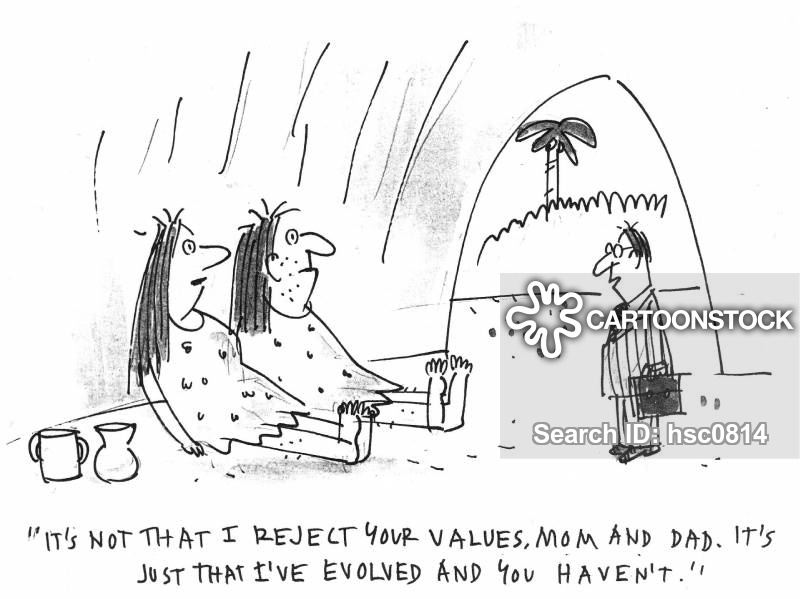 CARTOONSTOCK
Search ID: hsc0814
"IT'S NOT THAT I REJECT YOUR VALUES, MOM AND DAD. IT'S
JUST THAT I'VE EVOLVED AND YOU HAVEN'T."